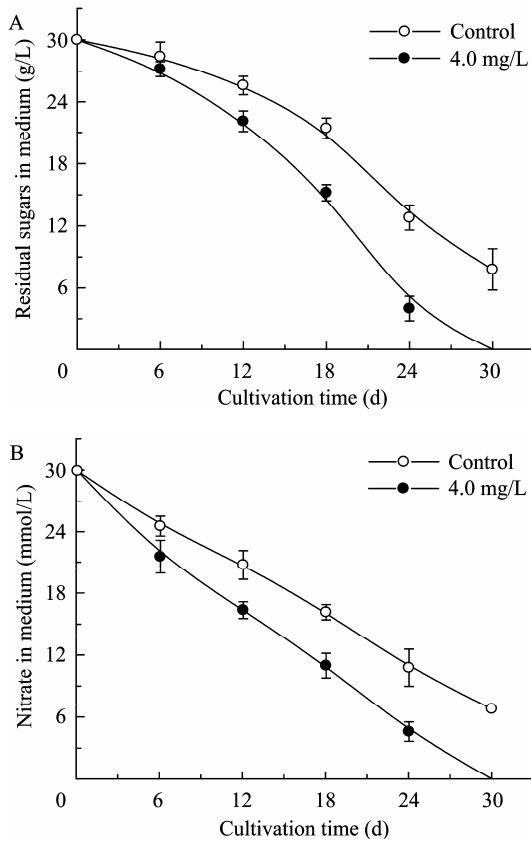 A
Control
4.0 mg/L
Residual sugars in medium (g/L)
30
24
18
12
6
0
6
12
18
24
30
Cultivation time (d)
B
Control
4.0 mg/L
Nitrate in medium (mmol/L)
30
24
18
12
6
0
6
12
18
24
30
Cultivation time (d)